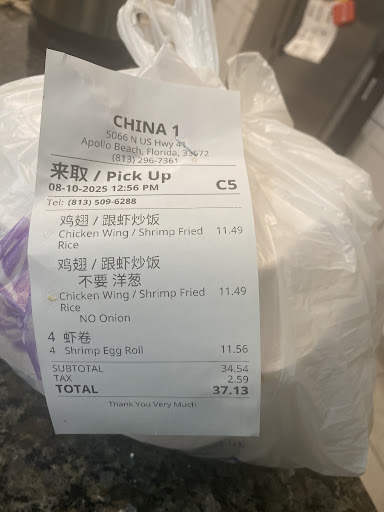 CHINA 1
5066 N US Hwy 41
Apollo Beach, Florida, 33572
(813) 296-7361
来取 / Pick Up
08-10-2025 12:56 PM C5
Tel: (813) 509-6288
鸡翅 / 跟虾炒饭
Chicken Wing / Shrimp Fried 11.49
Rice
鸡翅 / 跟虾炒饭
不要 洋葱
Chicken Wing / Shrimp Fried 11.49
Rice
NO Onion
4 虾卷
4 Shrimp Egg Roll 11.56
SUBTOTAL 34.54
TAX 2.59
TOTAL 37.13
Thank You Very Much